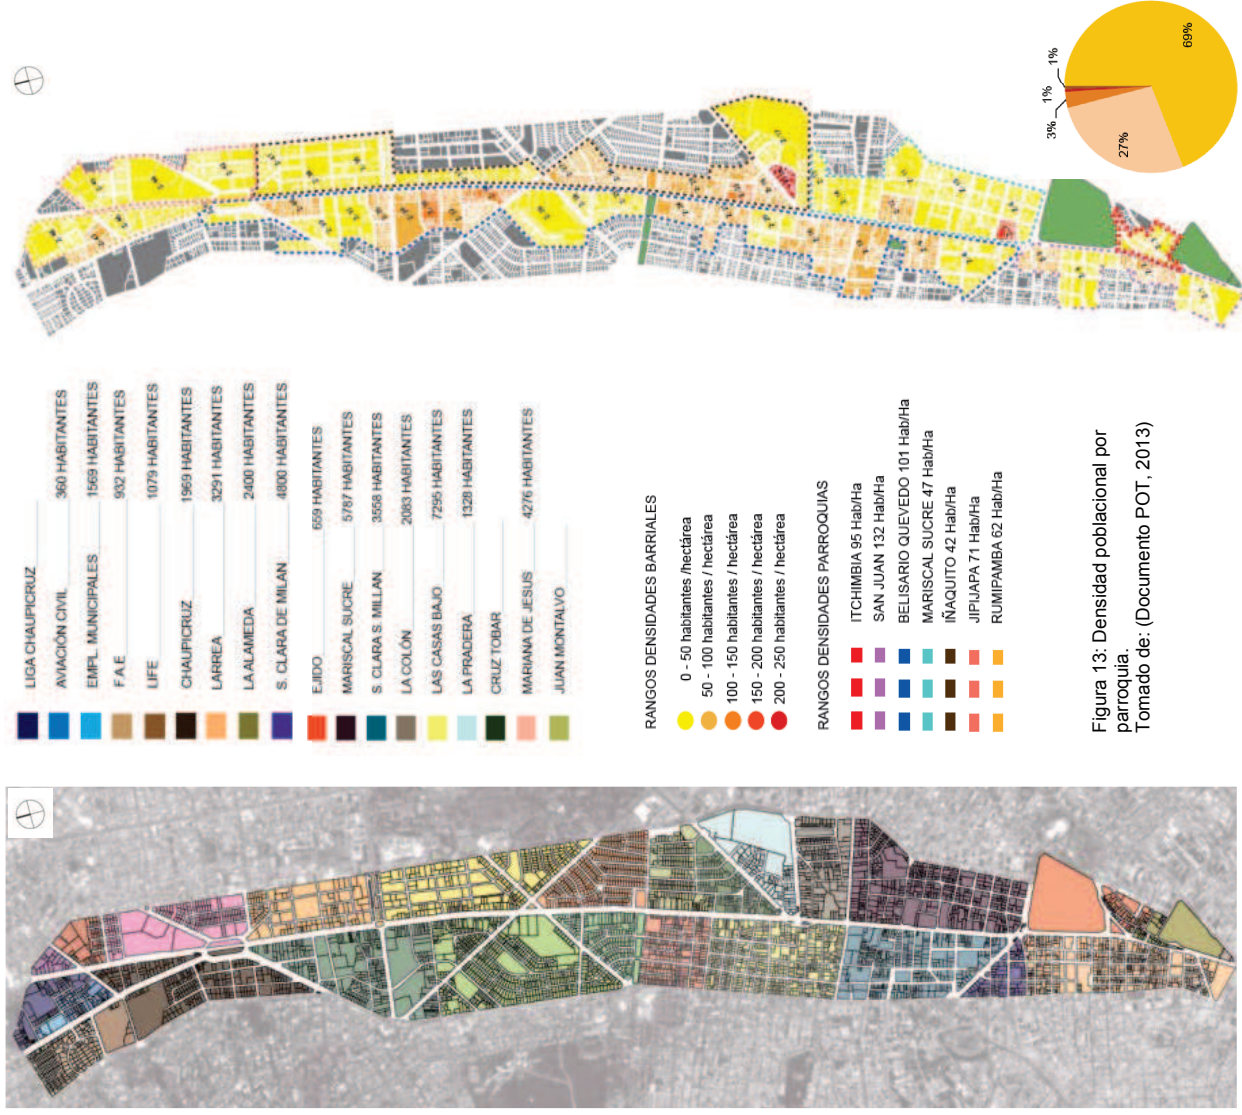 LIGA CHAUPICRUZ
AVIACIÓN CIVIL 360 HABITANTES
EMPL. MUNICIPALES 1569 HABITANTES
F.A.E 932 HABITANTES
LIFE 1079 HABITANTES
CHAUPICRUZ 1969 HABITANTES
LARREA 3291 HABITANTES
LA ALAMEDA 2400 HABITANTES
S. CLARA DE MILAN 4800 HABITANTES
EJIDO 659 HABITANTES
MARISCAL SUCRE 5787 HABITANTES
S. CLARA S. MILLAN 3558 HABITANTES
LA COLÓN 2083 HABITANTES
LAS CASAS BAJO 7295 HABITANTES
LA PRADERA 1328 HABITANTES
CRUZ TOBAR
MARIANA DE JESUS 4276 HABITANTES
JUAN MONTALVO
RANGOS DENSIDADES BARRIALES
0 - 50 habitantes /hectárea
50 - 100 habitantes / hectárea
100 - 150 habitantes / hectárea
150 - 200 habitantes / hectárea
200 - 250 habitantes / hectárea
RANGOS DENSIDADES PARROQUIAS
ITCHIMBIA 95 Hab/Ha
SAN JUAN 132 Hab/Ha
BELISARIO QUEVEDO 101 Hab/Ha
MARISCAL SUCRE 47 Hab/Ha
IÑAQUITO 42 Hab/Ha
JIPIJAPA 71 Hab/Ha
RUMIPAMBA 62 Hab/Ha
69%
27%
3%
1%
1%
Figura 13: Densidad poblacional por
parroquia.
Tomado de: (Documento POT, 2013)